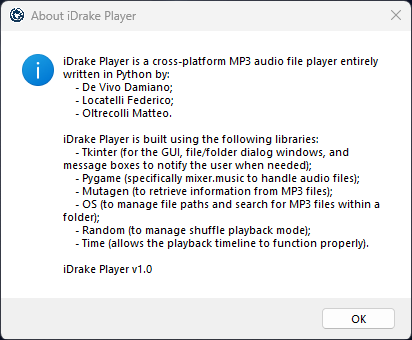 About iDrake Player
iDrake Player is a cross-platform MP3 audio file player entirely
written in Python by:
- De Vivo Damiano;
- Locatelli Federico;
- Oltrecolli Matteo.
iDrake Player is built using the following libraries:
- Tkinter (for the GUI, file/folder dialog windows, and
message boxes to notify the user when needed);
- Pygame (specifically mixer.music to handle audio files);
- Mutagen (to retrieve information from MP3 files);
- OS (to manage file paths and search for MP3 files within a
folder);
- Random (to manage shuffle playback mode);
- Time (allows the playback timeline to function properly).
iDrake Player v1.0
OK